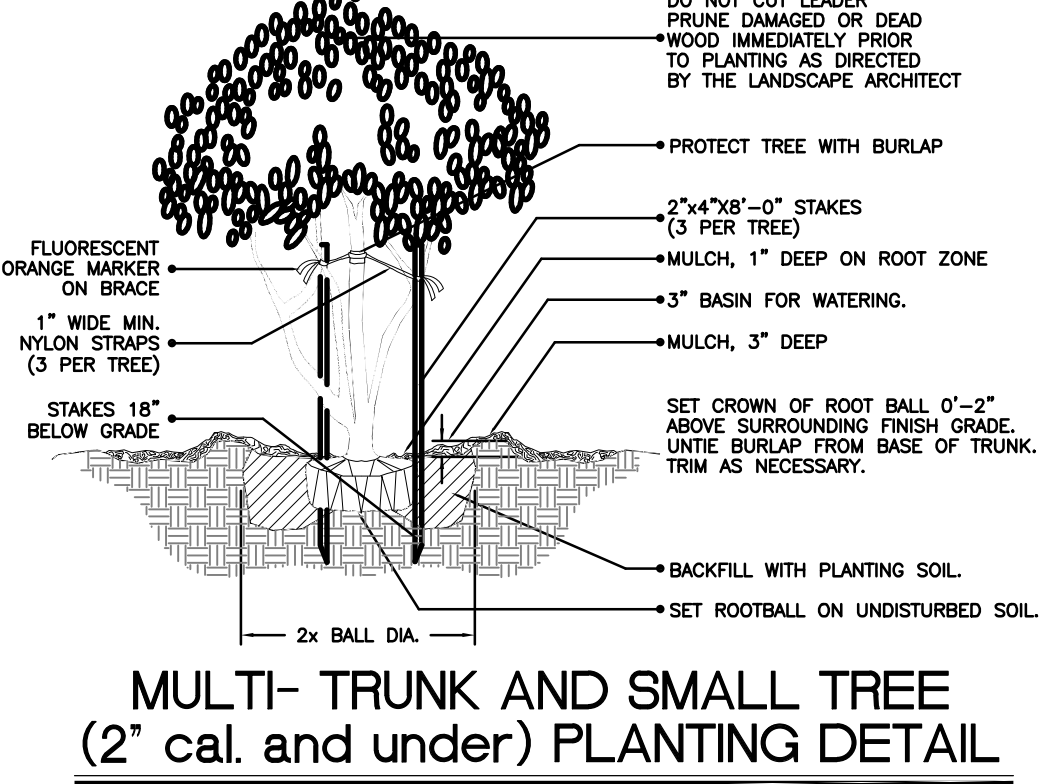 DO NOT CUT LEADER
PRUNE DAMAGED OR DEAD
WOOD IMMEDIATELY PRIOR
TO PLANTING AS DIRECTED
BY THE LANDSCAPE ARCHITECT
PROTECT TREE WITH BURLAP
2"x4"X8'-0" STAKES
(3 PER TREE)
MULCH, 1" DEEP ON ROOT ZONE
3" BASIN FOR WATERING.
MULCH, 3" DEEP
SET CROWN OF ROOT BALL 0'-2"
ABOVE SURROUNDING FINISH GRADE.
UNTIE BURLAP FROM BASE OF TRUNK.
TRIM AS NECESSARY.
BACKFILL WITH PLANTING SOIL.
SET ROOTBALL ON UNDISTURBED SOIL.
FLUORESCENT
ORANGE MARKER
ON BRACE
1" WIDE MIN.
NYLON STRAPS
(3 PER TREE)
STAKES 18"
BELOW GRADE
2x BALL DIA.
MULTI- TRUNK AND SMALL TREE
(2" cal. and under) PLANTING DETAIL